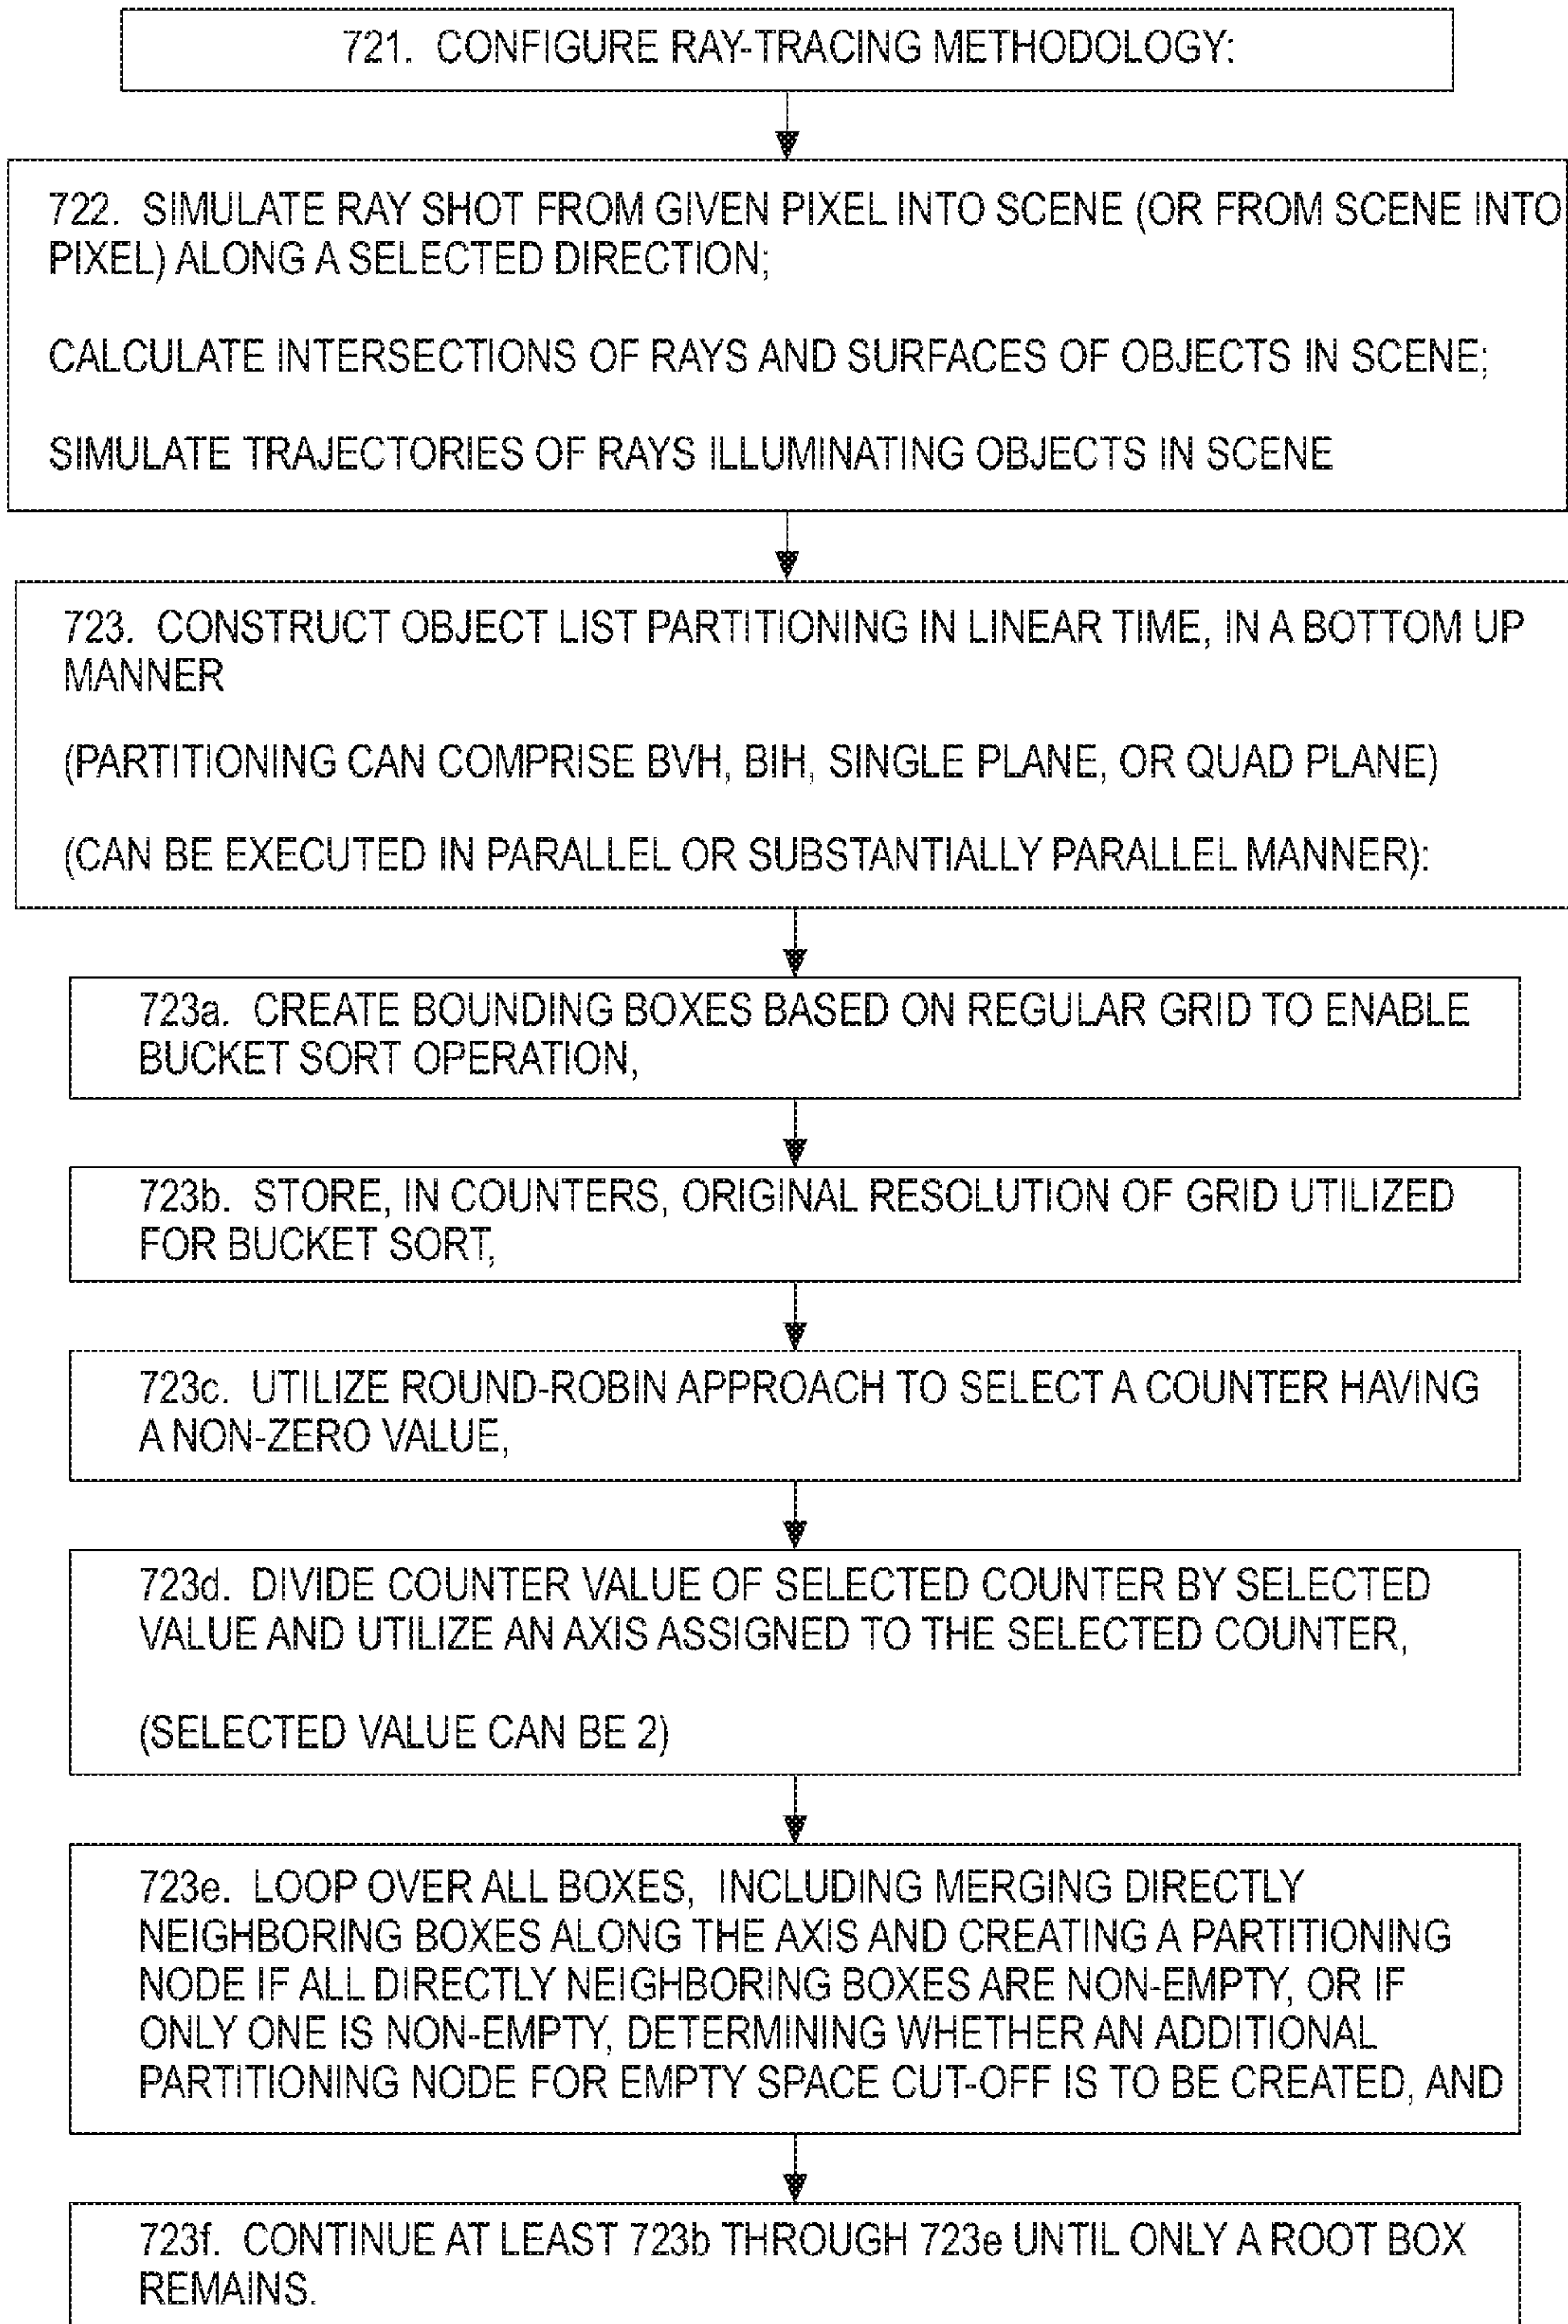 721. CONFIGURE RAY-TRACING METHODOLOGY:
722. SIMULATE RAY SHOT FROM GIVEN PIXEL INTO SCENE (OR FROM SCENE INTO
PIXEL) ALONG A SELECTED DIRECTION;
CALCULATE INTERSECTIONS OF RAYS AND SURFACES OF OBJECTS IN SCENE;
SIMULATE TRAJECTORIES OF RAYS ILLUMINATING OBJECTS IN SCENE
723. CONSTRUCT OBJECT LIST PARTITIONING IN LINEAR TIME, IN A BOTTOM UP
MANNER
(PARTITIONING CAN COMPRISE BVH, BIH, SINGLE PLANE, OR QUAD PLANE)
(CAN BE EXECUTED IN PARALLEL OR SUBSTANTIALLY PARALLEL MANNER):
723a. CREATE BOUNDING BOXES BASED ON REGULAR GRID TO ENABLE
BUCKET SORT OPERATION,
723b. STORE, IN COUNTERS, ORIGINAL RESOLUTION OF GRID UTILIZED
FOR BUCKET SORT,
723c. UTILIZE ROUND-ROBIN APPROACH TO SELECT A COUNTER HAVING
A NON-ZERO VALUE,
723d. DIVIDE COUNTER VALUE OF SELECTED COUNTER BY SELECTED
VALUE AND UTILIZE AN AXIS ASSIGNED TO THE SELECTED COUNTER,
(SELECTED VALUE CAN BE 2)
723e. LOOP OVER ALL BOXES, INCLUDING MERGING DIRECTLY
NEIGHBORING BOXES ALONG THE AXIS AND CREATING A PARTITIONING
NODE IF ALL DIRECTLY NEIGHBORING BOXES ARE NON-EMPTY, OR IF
ONLY ONE IS NON-EMPTY, DETERMINING WHETHER AN ADDITIONAL
PARTITIONING NODE FOR EMPTY SPACE CUT-OFF IS TO BE CREATED, AND
723f. CONTINUE AT LEAST 723b THROUGH 723e UNTIL ONLY A ROOT BOX
REMAINS.